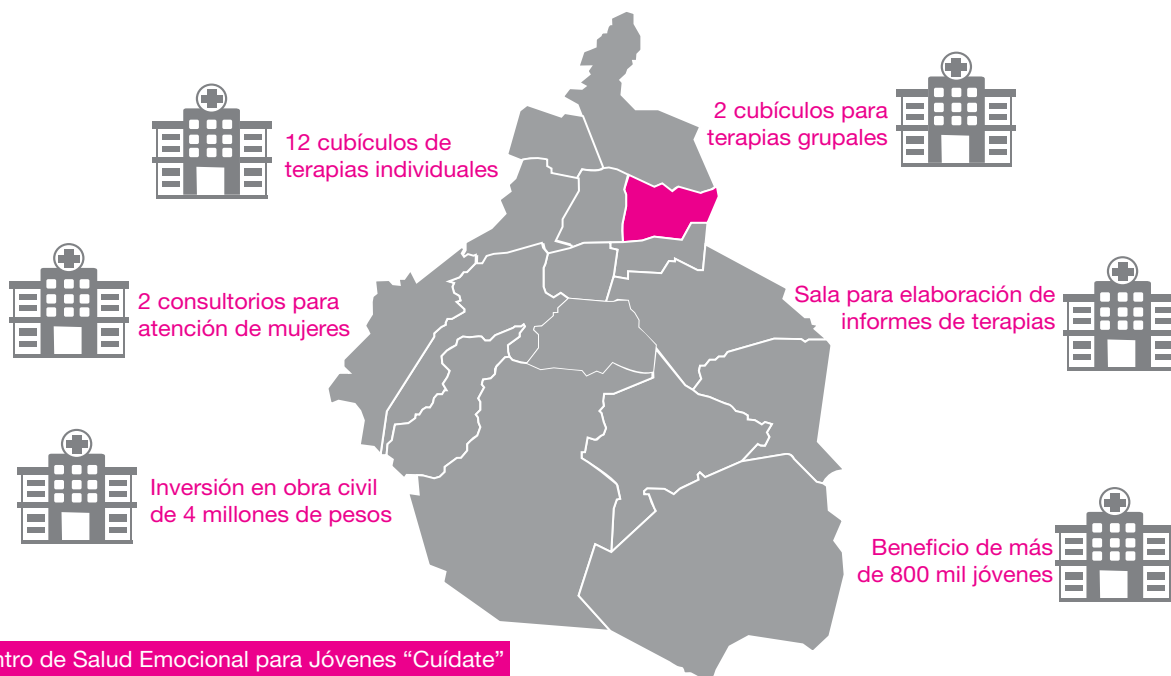 12 cubículos de
terapias individuales
2 cubículos para
terapias grupales
2 consultorios para
atención de mujeres
Sala para elaboración de
informes de terapias
Inversión en obra civil
de 4 millones de pesos
Beneficio de más
de 800 mil jóvenes
ntro de Salud Emocional para Jóvenes “Cuídate”